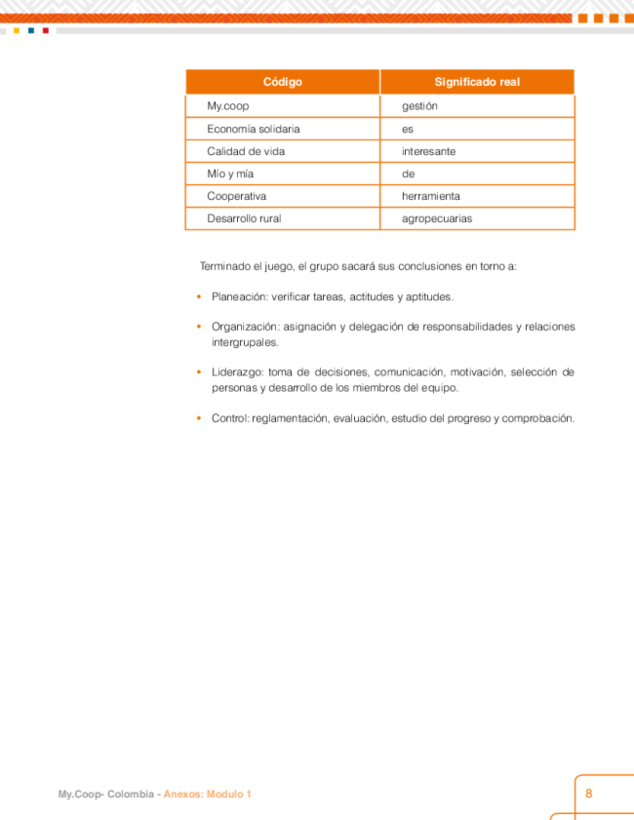 Código Significado real
My.coop gestión
Economía solidaria es
Calidad de vida interesante
Mío y mía de
Cooperativa herramienta
Desarrollo rural agropecuarias
Terminado el juego, el grupo sacará sus conclusiones en torno a:
• Planeación: verificar tareas, actitudes y aptitudes.
• Organización: asignación y delegación de responsabilidades y relaciones
intergrupales.
• Liderazgo: toma de decisiones, comunicación, motivación, selección de
personas y desarrollo de los miembros del equipo.
• Control: reglamentación, evaluación, estudio del progreso y comprobación.
My.Coop- Colombia - Anexos: Modulo 1
8